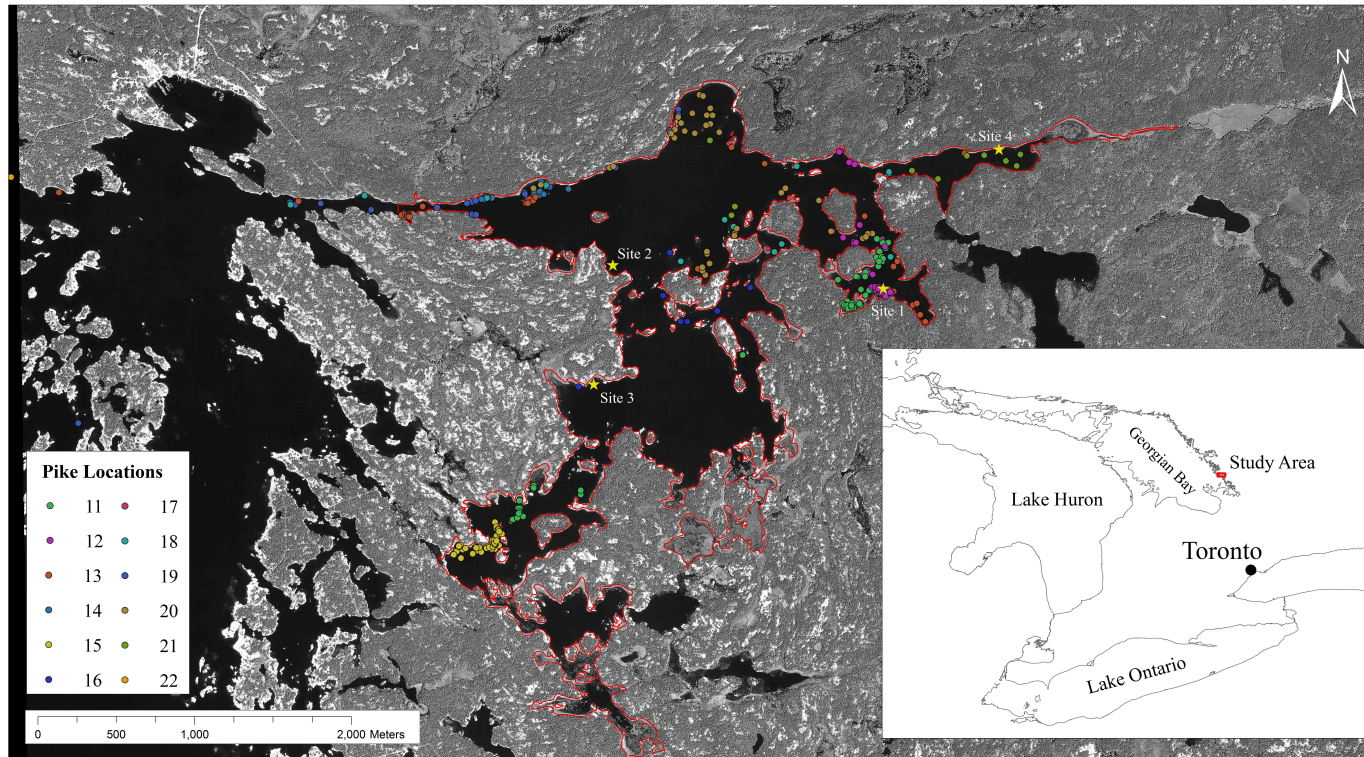 N
Site 4
Site 2
Site 1
Site 3
Pike Locations
11 17
12 18
13 19
14 20
15 21
16 22
0 500 1,000 2,000 Meters
Georgian Bay
Study Area
Lake Huron
Toronto
Lake Ontario